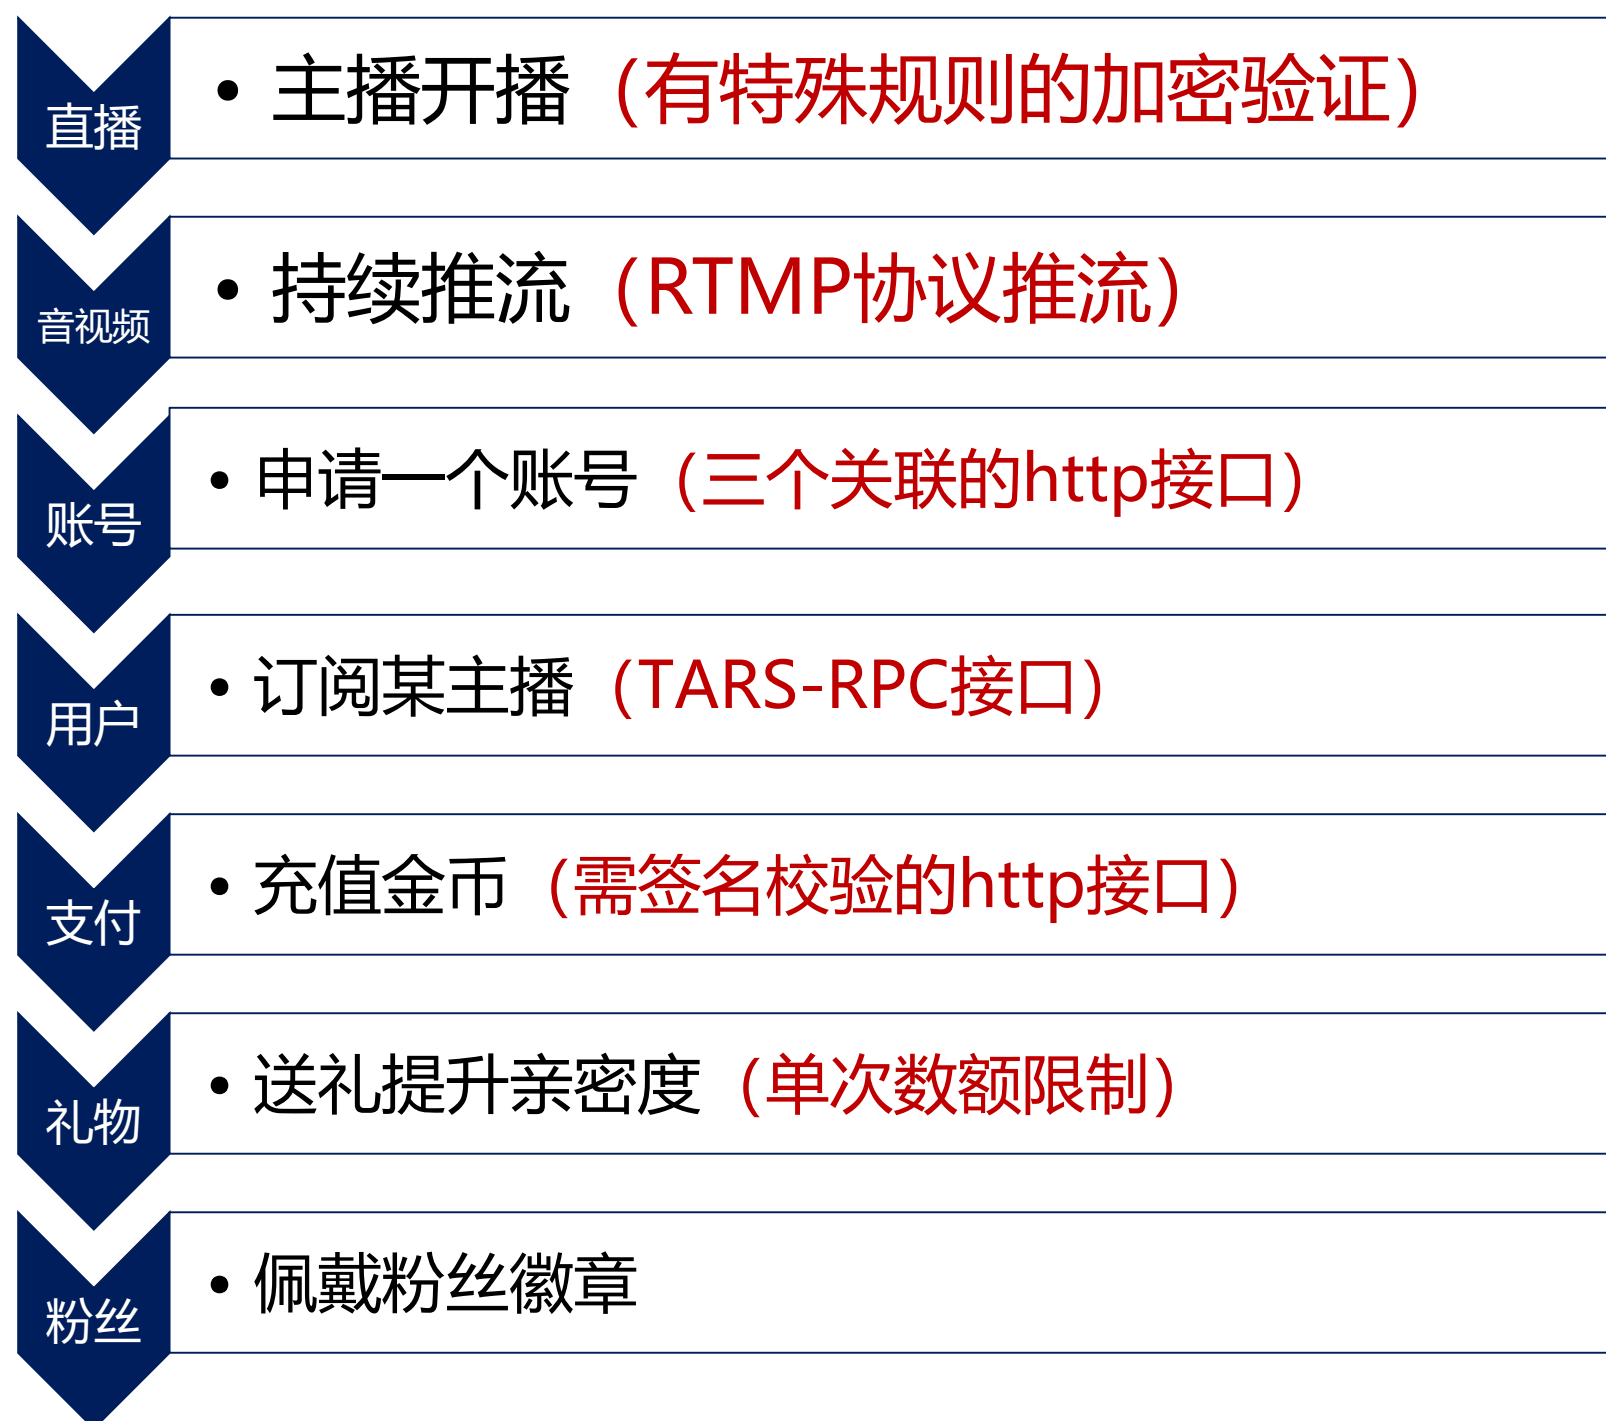 直播
• 主播开播（有特殊规则的加密验证）
音视频
• 持续推流（RTMP协议推流）
账号
• 申请一个账号（三个关联的http接口）
用户
• 订阅某主播（TARS-RPC接口）
支付
• 充值金币（需签名校验的http接口）
礼物
• 送礼提升亲密度（单次数额限制）
粉丝
• 佩戴粉丝徽章